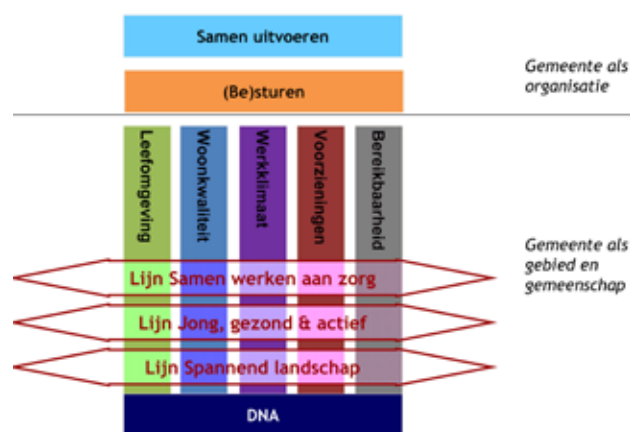 Samen uitvoeren
(Be)sturen
Gemeente als
organisatie
Leefomgeving
Woonkwaliteit
Werkklimaat
Voorzieningen
Bereikbaarheid
Gemeente als
gebied en
gemeenschap
Lijn Samen werken aan zorg
Lijn Jong, gezond & actief
Lijn Spannend landschap
DNA